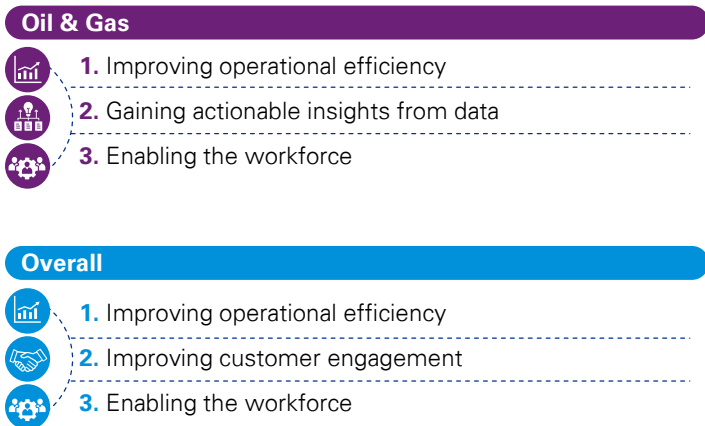 Oil & Gas
1. Improving operational efficiency
2. Gaining actionable insights from data
3. Enabling the workforce
Overall
1. Improving operational efficiency
2. Improving customer engagement
3. Enabling the workforce